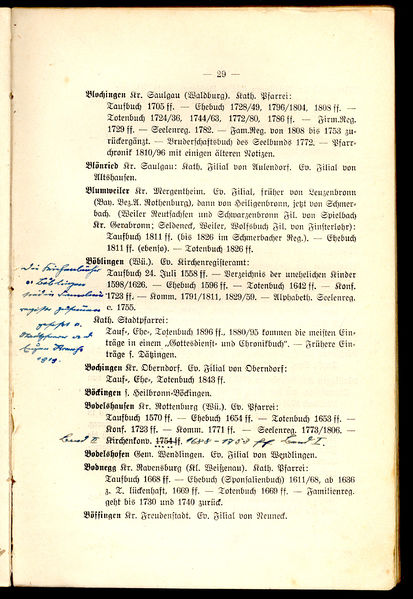 — 29 —
Blochingen Kr. Saulgau (Waldburg). Kath. Pfarrei:
Taufbuch 1705 ff. — Ehebuch 1728/49, 1796/1804, 1808 ff. —
Totenbuch 1724/36, 1744/63, 1772/80, 1786 ff. — Firm.Reg.
1729 ff. — Seelenreg. 1782. — Fam.Reg. von 1808 bis 1753 zu-
rückergänzt. — Bruderschaftsbuch des Seelbunds 1772. — Pfarr-
chronik 1810/96 mit einigen älteren Notizen.
Blönried Kr. Saulgau: Kath. Filial von Aulendorf. Ev. Filial von
Altshausen.
Blumweiler Kr. Mergentheim. Ev. Filial, früher von Leuzenbronn
(Bay. Bez.A. Rothenburg), dann von Heiligenbronn, jetzt von Schmer-
bach. (Weiler Reutsachsen und Schwarzenbronn Fil. von Spielbach
Kr. Gerabronn; Seldeneck, Weiler, Wolfsbuch Fil. von Finsterlohr):
Taufbuch 1811 ff. (bis 1826 im Schmerbacher Reg.). — Ehebuch
1811 ff. (ebenso). — Totenbuch 1826 ff.
Böblingen (Wü.). Ev. Kirchenregisteramt:
Taufbuch 24. Juli 1558 ff. — Verzeichnis der unehelichen Kinder
1598/1626. — Ehebuch 1596 ff. — Totenbuch 1642 ff. — Konf.
1723 ff. — Komm. 1791/1811, 1829/59. — Alphabeth. Seelenreg.
c. 1755.
Kath. Stadtpfarrei:
Tauf-, Ehe-, Totenbuch 1896 ff., 1880/95 kommen die meisten Ein-
träge in einem „Gottesdienst- und Chronikbuch". — Frühere Ein-
träge s. Dätzingen.
1919.
Bochingen Kr. Oberndorf. Ev. Filial von Oberndorf:
Tauf-, Ehe-, Totenbuch 1843 ff.
Böckingen s. Heilbronn-Böckingen.
Bodelshausen Kr. Rottenburg (Wü.). Ev. Pfarrei:
Taufbuch 1570 ff. — Ehebuch 1654 ff. — Totenbuch 1653 ff. —
Konf. 1723 ff. — Komm. 1771 ff. — Seelenreg. 1773/1806. —
Band II Kirchenkonv. 1754 ff. 1688 - 1753 ff Band I.
Bodelshofen Gem. Wendlingen. Ev. Filial von Wendlingen.
Bodnegg Kr. Ravensburg (Kl. Weißenau). Kath. Pfarrei:
Taufbuch 1668 ff. — Ehebuch (Sponsalienbuch) 1611/68, ab 1636
z. T. lückenhaft, 1669 ff. — Totenbuch 1669 ff. — Familienreg.
geht bis 1730 und 1740 zurück.
Böffingen Kr. Freudenstadt. Ev. Filial von Neuneck.